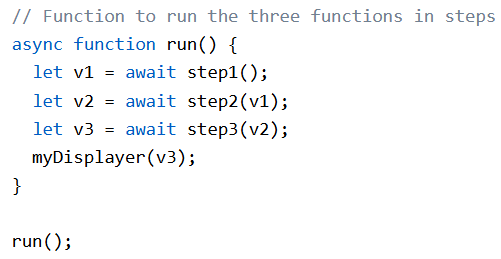 // Function to run the three functions in steps
async function run() {
  let v1 = await step1();
  let v2 = await step2(v1);
  let v3 = await step3(v2);
  myDisplayer(v3);
}

run();